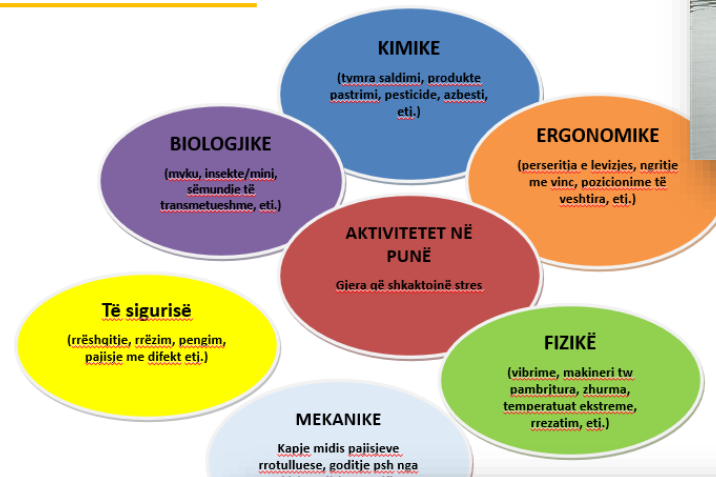 KIMIKE
(tymra saldimi, produkte
pastrimi, pesticide, azbesti,
etj.)
BIOLOGJIKE
(myku, insekte/mini,
sëmundje të
transmetueshme, etj.)
ERGONOMIKE
(perseritja e levizjes, ngritje
me vinc, pozicionime të
veshtira, etj.)
AKTIVITETET NË
PUNË
Gjera që shkaktojnë stres
Të sigurisë
(rrëshqitje, rrëzim, pengim,
pajisje me difekt etj.)
FIZIKË
(vibrime, makineri tw
pambrjtura, zhurma,
temperatuat ekstreme,
rrezatim, etj.)
MEKANIKE
Kapje midis pajisjeve
rrotulluese, goditje psh nga